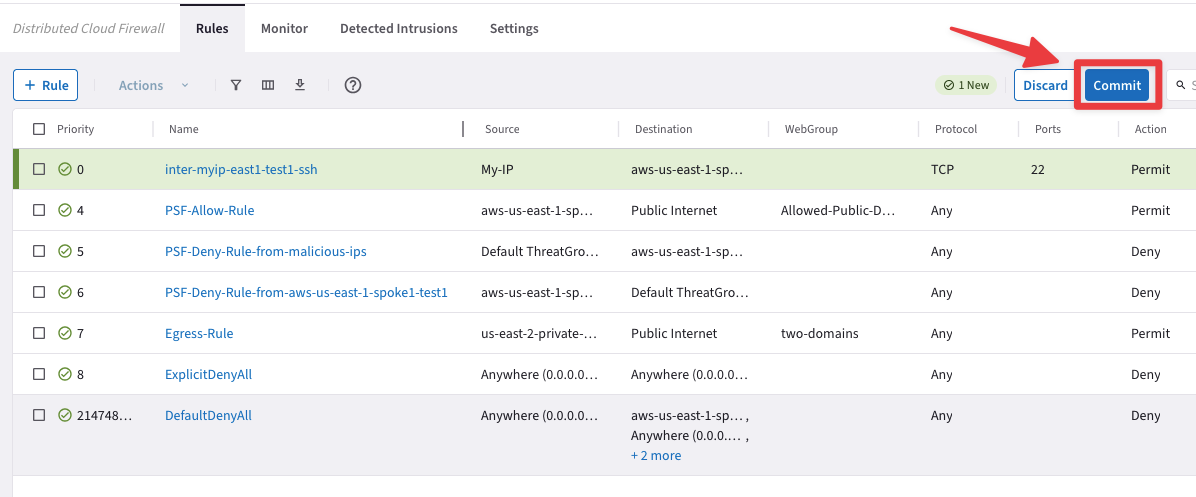 Distributed Cloud Firewall Rules Monitor Detected Intrusions Settings
+ Rule Actions 1 New Discard Commit S
Priority Name Source Destination WebGroup Protocol Ports Action
0 inter-myip-east1-test1-ssh My-IP aws-us-east-1-sp… TCP 22 Permit
4 PSF-Allow-Rule aws-us-east-1-sp… Public Internet Allowed-Public-D… Any Permit
5 PSF-Deny-Rule-from-malicious-ips Default ThreatGro… aws-us-east-1-sp… Any Deny
6 PSF-Deny-Rule-from-aws-us-east-1-spoke1-test1 aws-us-east-1-sp… Default ThreatGro… Any Deny
7 Egress-Rule us-east-2-private-… Public Internet two-domains Any Permit
8 ExplicitDenyAll Anywhere (0.0.0.0… Anywhere (0.0.0… Any Deny
214748… DefaultDenyAll Anywhere (0.0.0.0… aws-us-east-1-sp… , Any Deny
Anywhere (0.0.0.… ,
+ 2 more